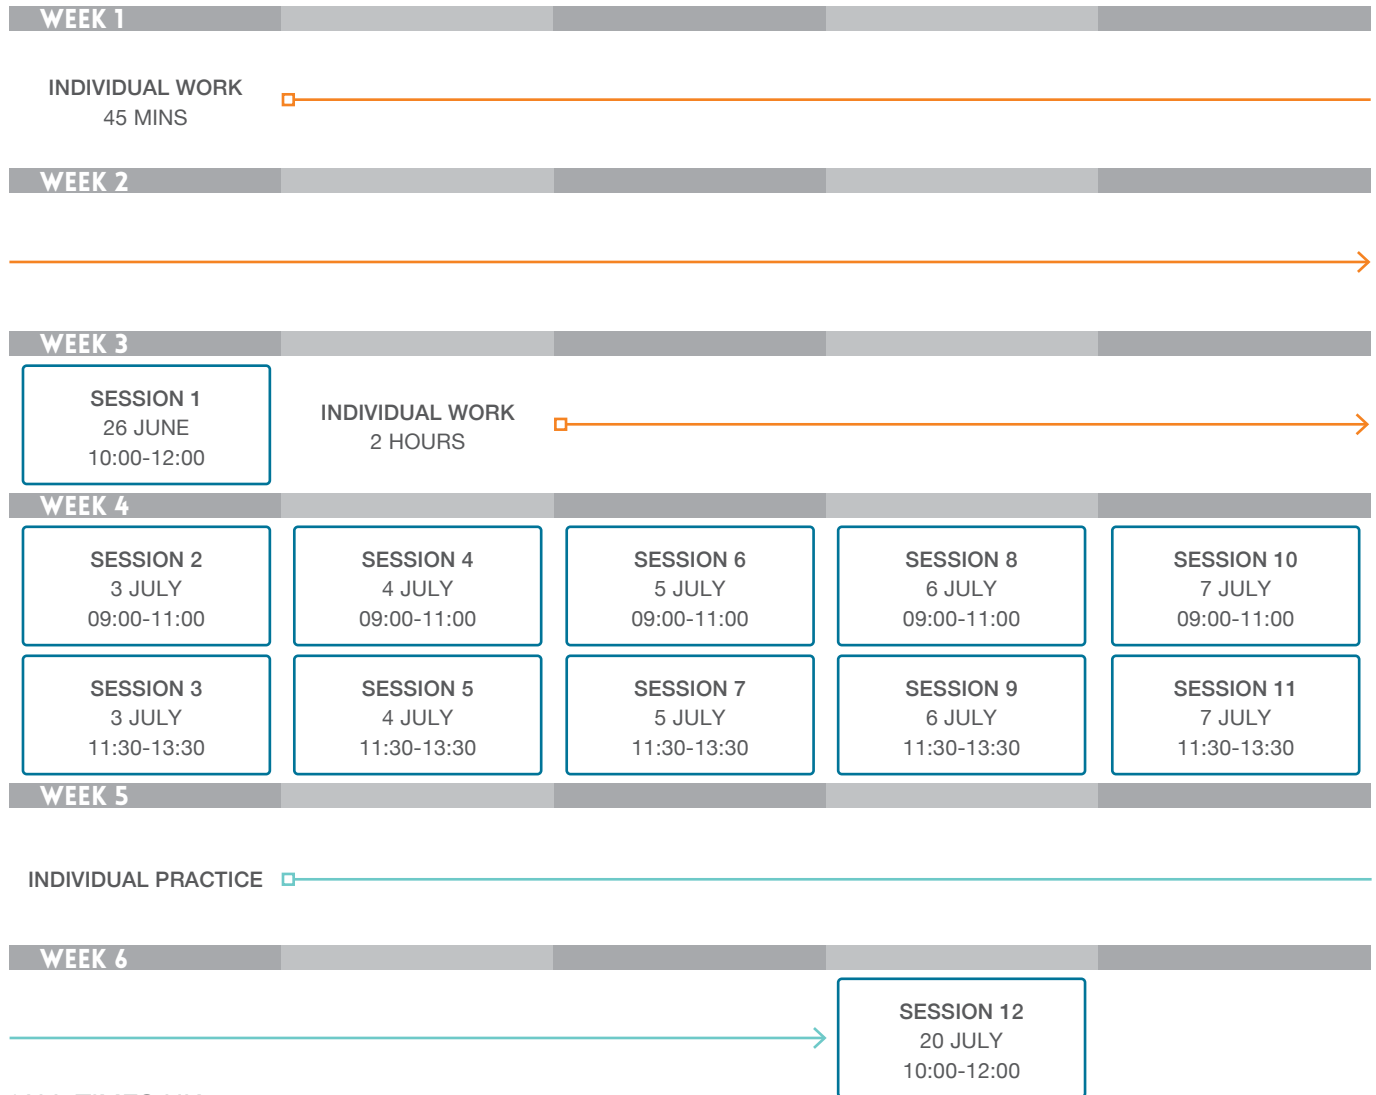 WEEK 1
INDIVIDUAL WORK
45 MINS
WEEK 2
WEEK 3
SESSION 1
26 JUNE
10:00-12:00
INDIVIDUAL WORK
2 HOURS
WEEK 4
SESSION 2
3 JULY
09:00-11:00
SESSION 4
4 JULY
09:00-11:00
SESSION 6
5 JULY
09:00-11:00
SESSION 8
6 JULY
09:00-11:00
SESSION 10
7 JULY
09:00-11:00
SESSION 3
3 JULY
11:30-13:30
SESSION 5
4 JULY
11:30-13:30
SESSION 7
5 JULY
11:30-13:30
SESSION 9
6 JULY
11:30-13:30
SESSION 11
7 JULY
11:30-13:30
WEEK 5
INDIVIDUAL PRACTICE
WEEK 6
SESSION 12
20 JULY
10:00-12:00